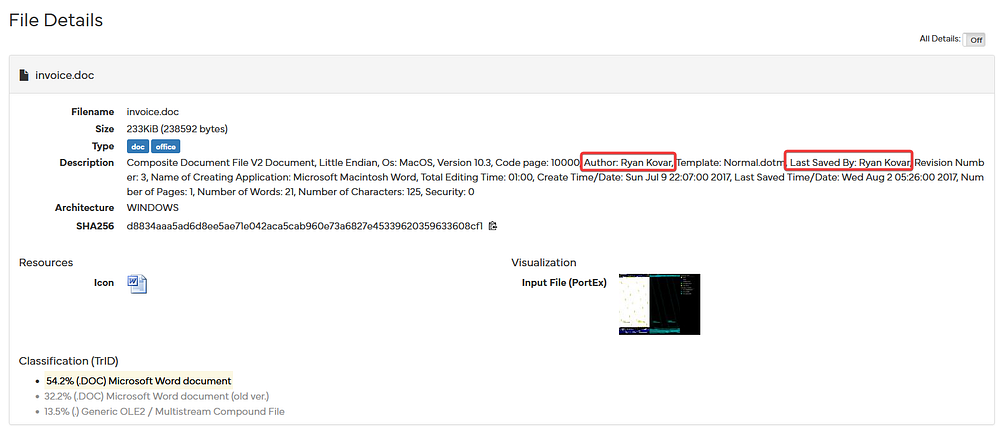 File Details
All Details: Off
invoice.doc
Filename invoice.doc
Size 233KiB (238592 bytes)
Type doc office
Description Composite Document File V2 Document, Little Endian, Os: MacOS, Version 10.3, Code page: 10000, Author: Ryan Kovar, Template: Normal.dotm, Last Saved By: Ryan Kovar, Revision Numb
er: 3, Name of Creating Application: Microsoft Macintosh Word, Total Editing Time: 01:00, Create Time/Date: Sun Jul 9 22:07:00 2017, Last Saved Time/Date: Wed Aug 2 05:26:00 2017, Num
ber of Pages: 1, Number of Words: 21, Number of Characters: 125, Security: 0
Architecture WINDOWS
SHA256 d8834aaa5ad6d8ee5ae71e042aca5cab960e73a6827e45339620359633608cf1
Resources
Icon
Visualization
Input File (PortEx)
Classification (TrID)
54.2% (.DOC) Microsoft Word document
32.2% (.DOC) Microsoft Word document (old ver.)
13.5% (.) Generic OLE2 / Multistream Compound File